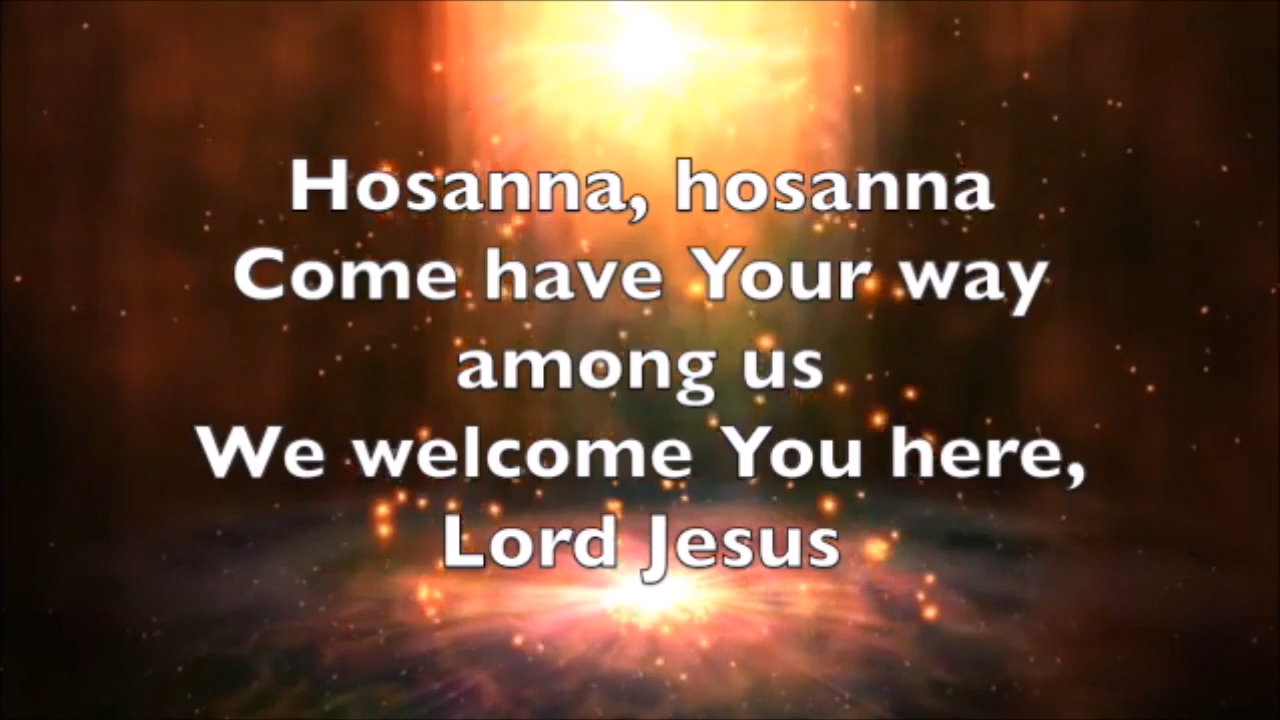 Hosanna, hosanna
Come have Your way
among us
We welcome You here,
Lord Jesus